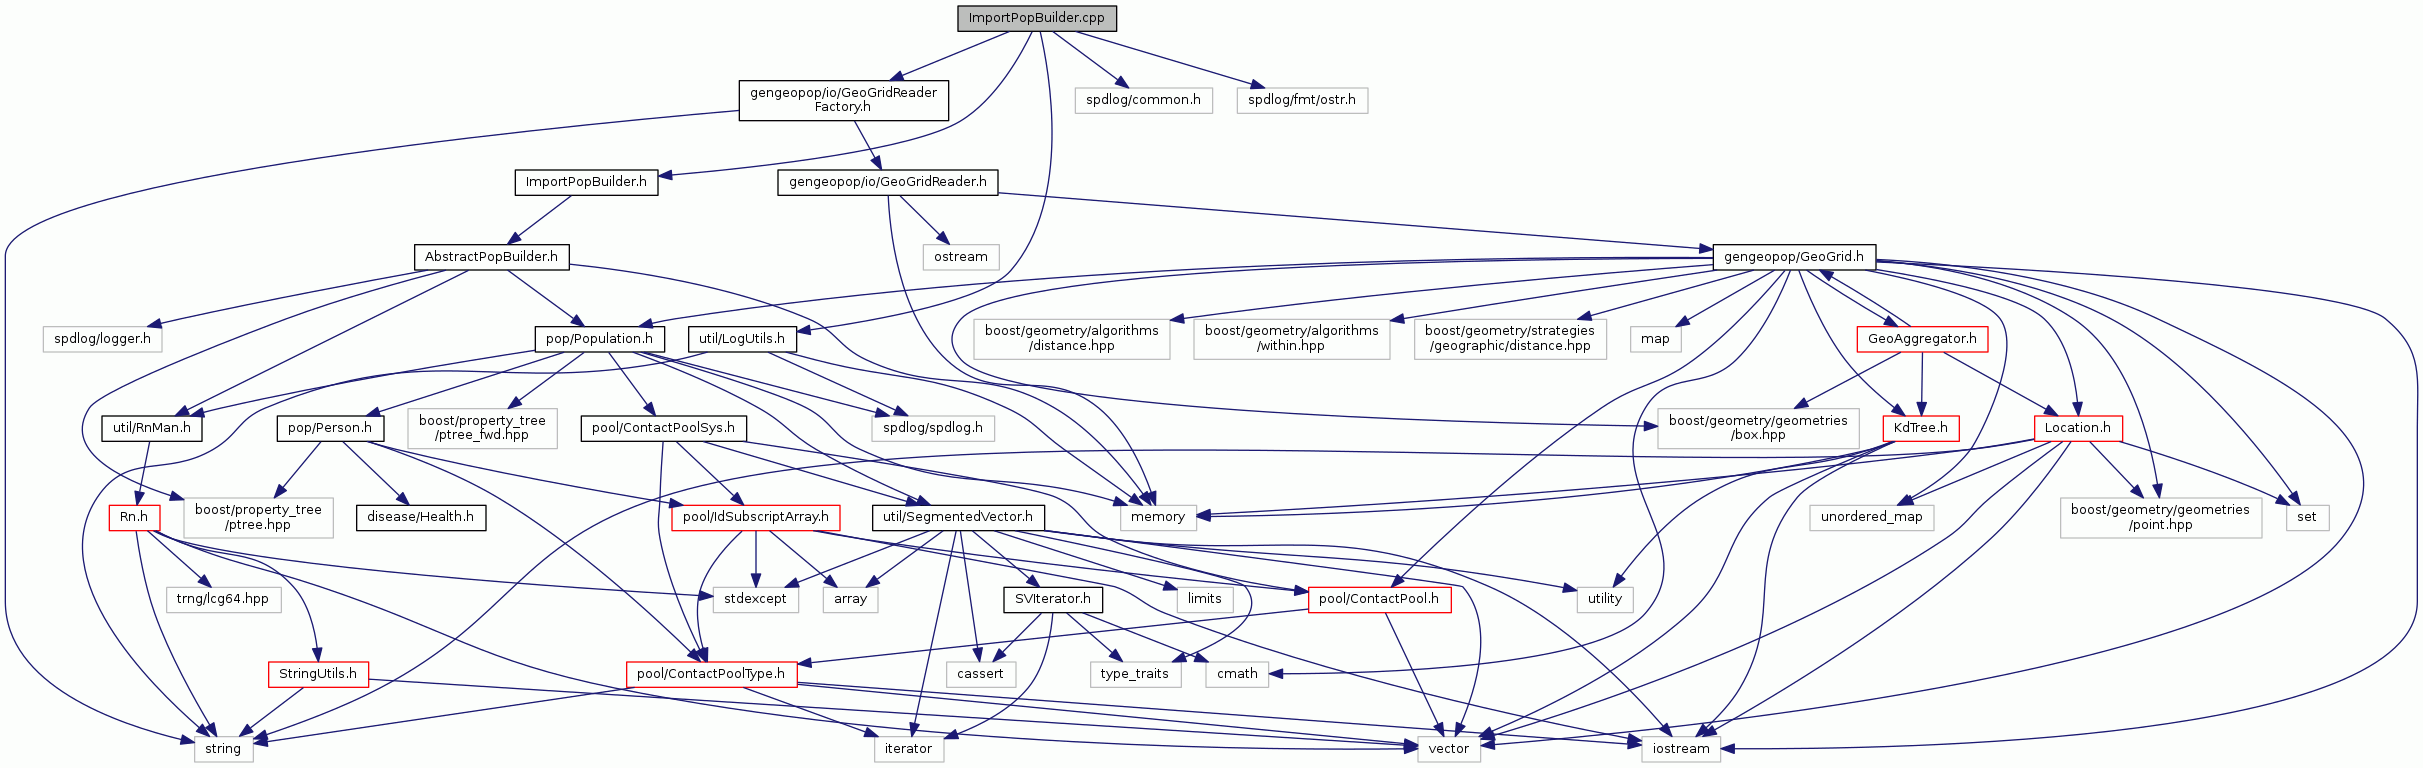 ImportPopBuilder.cpp
gengeopop/io/GeoGridReader
Factory.h
spdlog/common.h
spdlog/fmt/ostr.h
ImportPopBuilder.h
gengeopop/io/GeoGridReader.h
AbstractPopBuilder.h
ostream
gengeopop/GeoGrid.h
spdlog/logger.h
pop/Population.h
util/LogUtils.h
boost/geometry/algorithms
/distance.hpp
boost/geometry/algorithms
/within.hpp
boost/geometry/strategies
/geographic/distance.hpp
map
GeoAggregator.h
util/RnMan.h
pop/Person.h
boost/property_tree
/ptree_fwd.hpp
pool/ContactPoolSys.h
spdlog/spdlog.h
boost/geometry/geometries
/box.hpp
KdTree.h
Location.h
Rn.h
boost/property_tree
/ptree.hpp
disease/Health.h
pool/IdSubscriptArray.h
util/SegmentedVector.h
memory
unordered_map
boost/geometry/geometries
/point.hpp
set
trng/lcg64.hpp
stdexcept
array
SVIterator.h
limits
pool/ContactPool.h
utility
StringUtils.h
pool/ContactPoolType.h
cassert
type_traits
cmath
string
iterator
vector
iostream